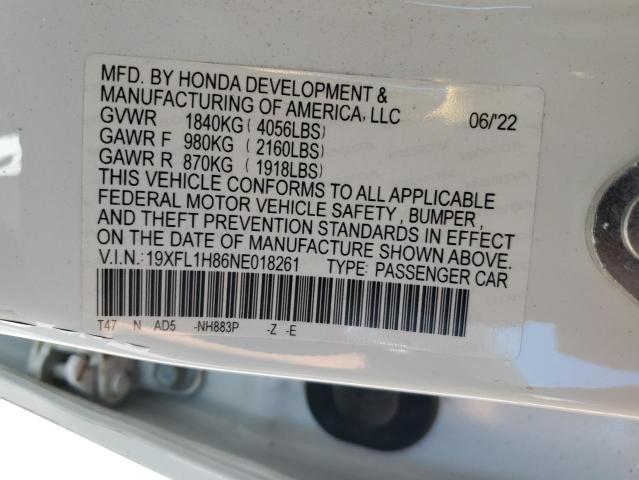 MFD. BY HONDA DEVELOPMENT &
MANUFACTURING OF AMERICA, LLC 06/'22
GVWR 1840KG ( 4056LBS)
GAWR F 980KG ( 2160LBS)
GAWR R 870KG ( 1918LBS)
THIS VEHICLE CONFORMS TO ALL APPLICABLE
FEDERAL MOTOR VEHICLE SAFETY, BUMPER,
AND THEFT PREVENTION STANDARDS IN EFFECT
ON THE DATE OF MANUFACTURE SHOWN ABOVE.
V.I.N.: 19XFL1H86NE018261 TYPE: PASSENGER CAR
T47 N AD5 -NH883P -Z -E